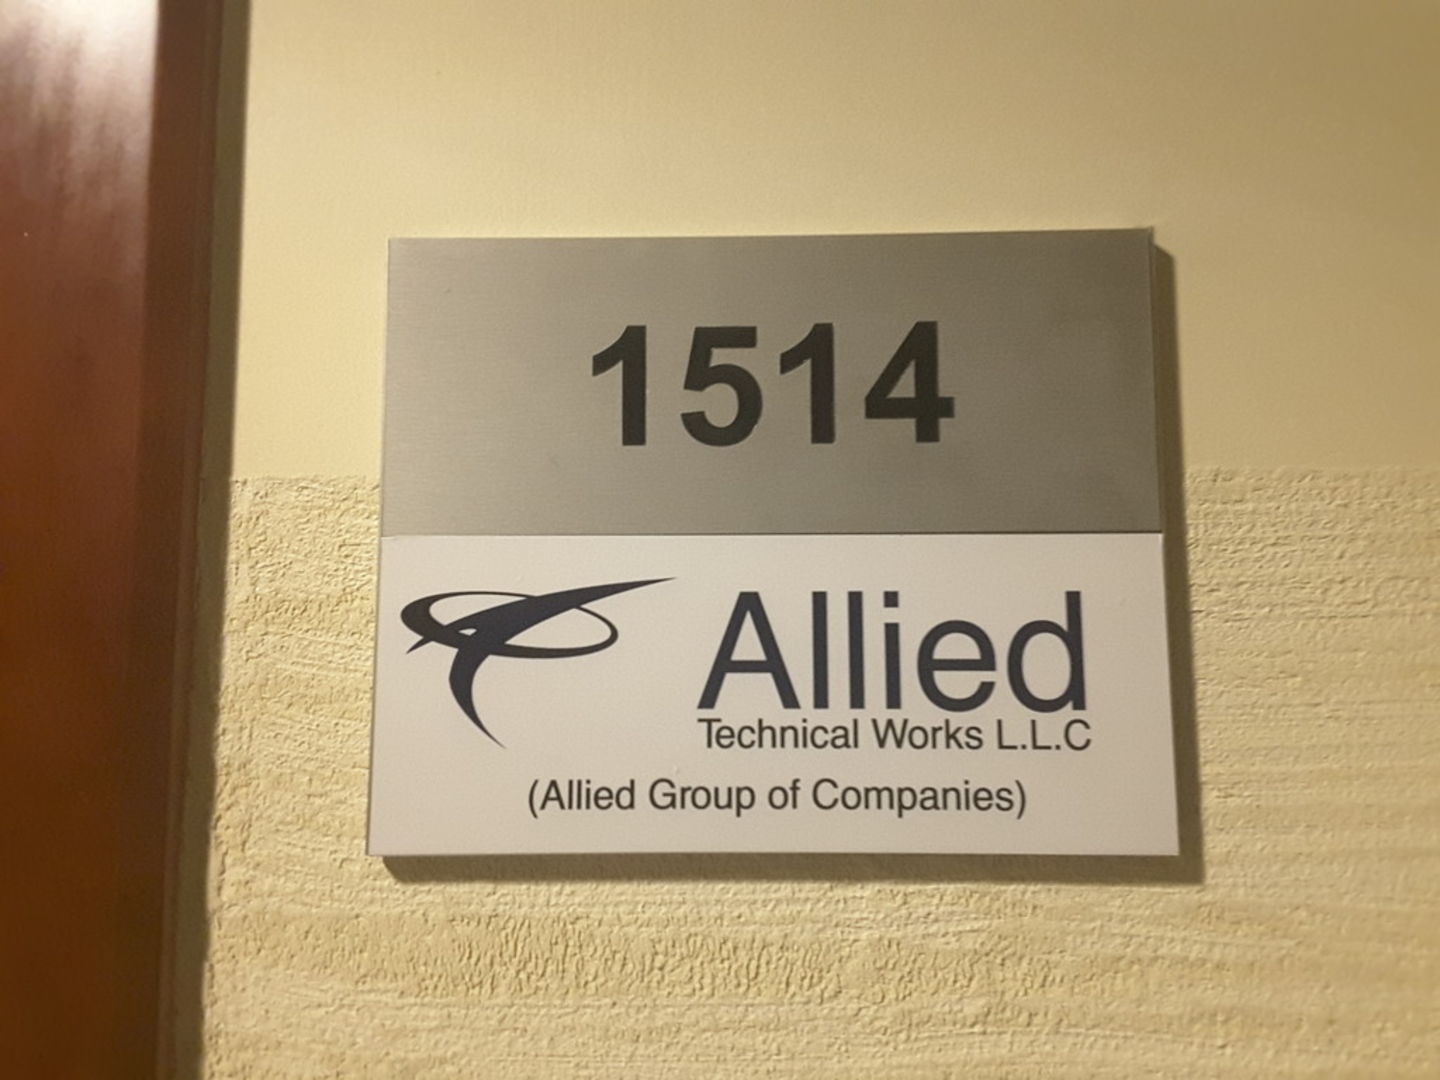 1514
Allied
Technical Works L.L.C
(Allied Group of Companies)